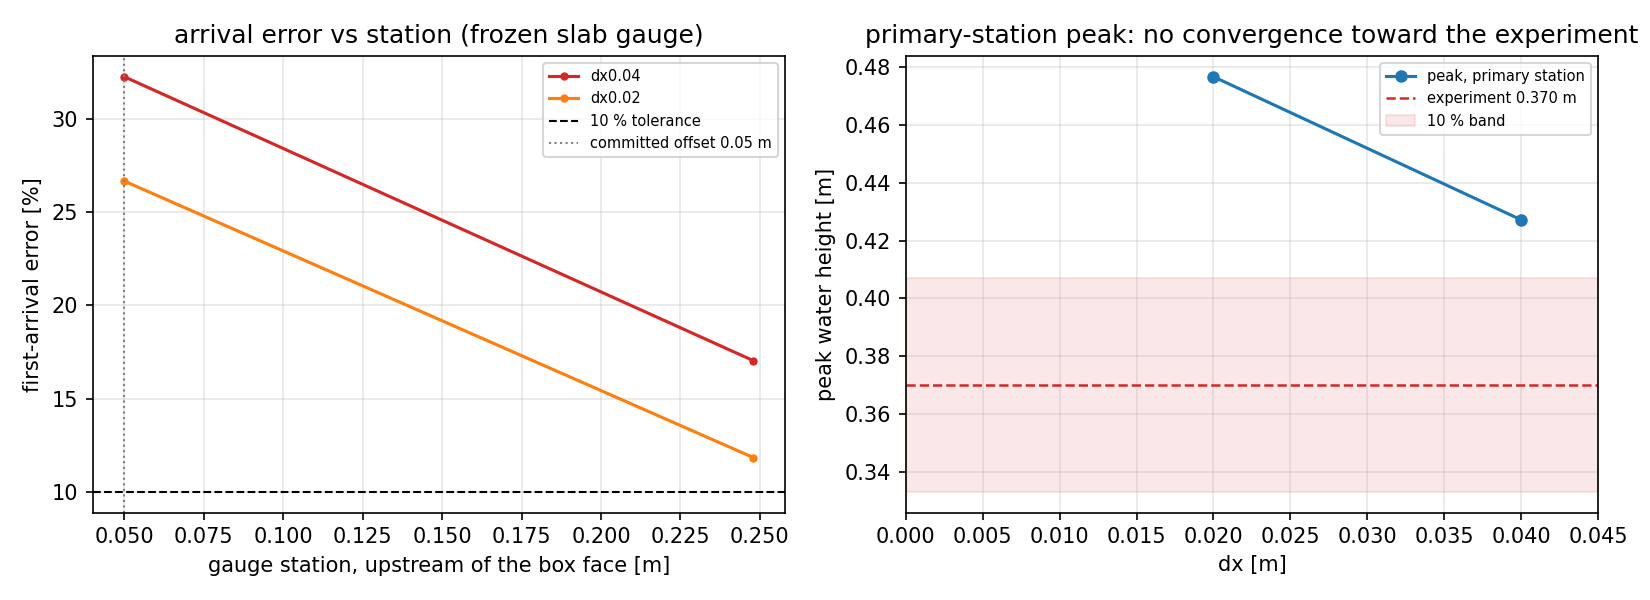 arrival error vs station (frozen slab gauge)
first-arrival error [%]
30
25
20
15
10
dx0.04
dx0.02
10 % tolerance
committed offset 0.05 m
0.050 0.075 0.100 0.125 0.150 0.175 0.200 0.225 0.250
gauge station, upstream of the box face [m]
primary-station peak: no convergence toward the experiment
peak water height [m]
0.48
0.46
0.44
0.42
0.40
0.38
0.36
0.34
peak, primary station
experiment 0.370 m
10 % band
0.000 0.005 0.010 0.015 0.020 0.025 0.030 0.035 0.040 0.045
dx [m]